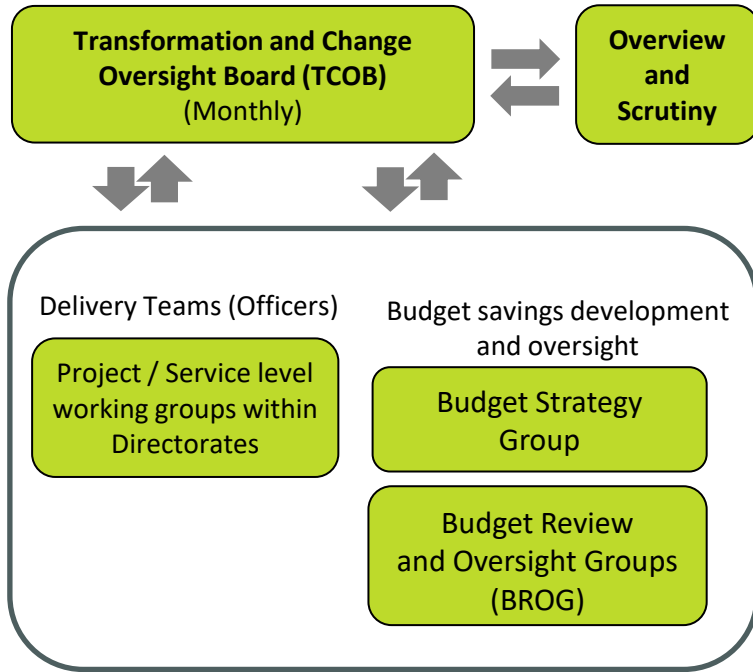 Transformation and Change
Oversight Board (TCOB)
(Monthly)
Overview
and
Scrutiny
Delivery Teams (Officers)
Project / Service level
working groups within
Directorates
Budget savings development
and oversight
Budget Strategy
Group
Budget Review
and Oversight Groups
(BROG)